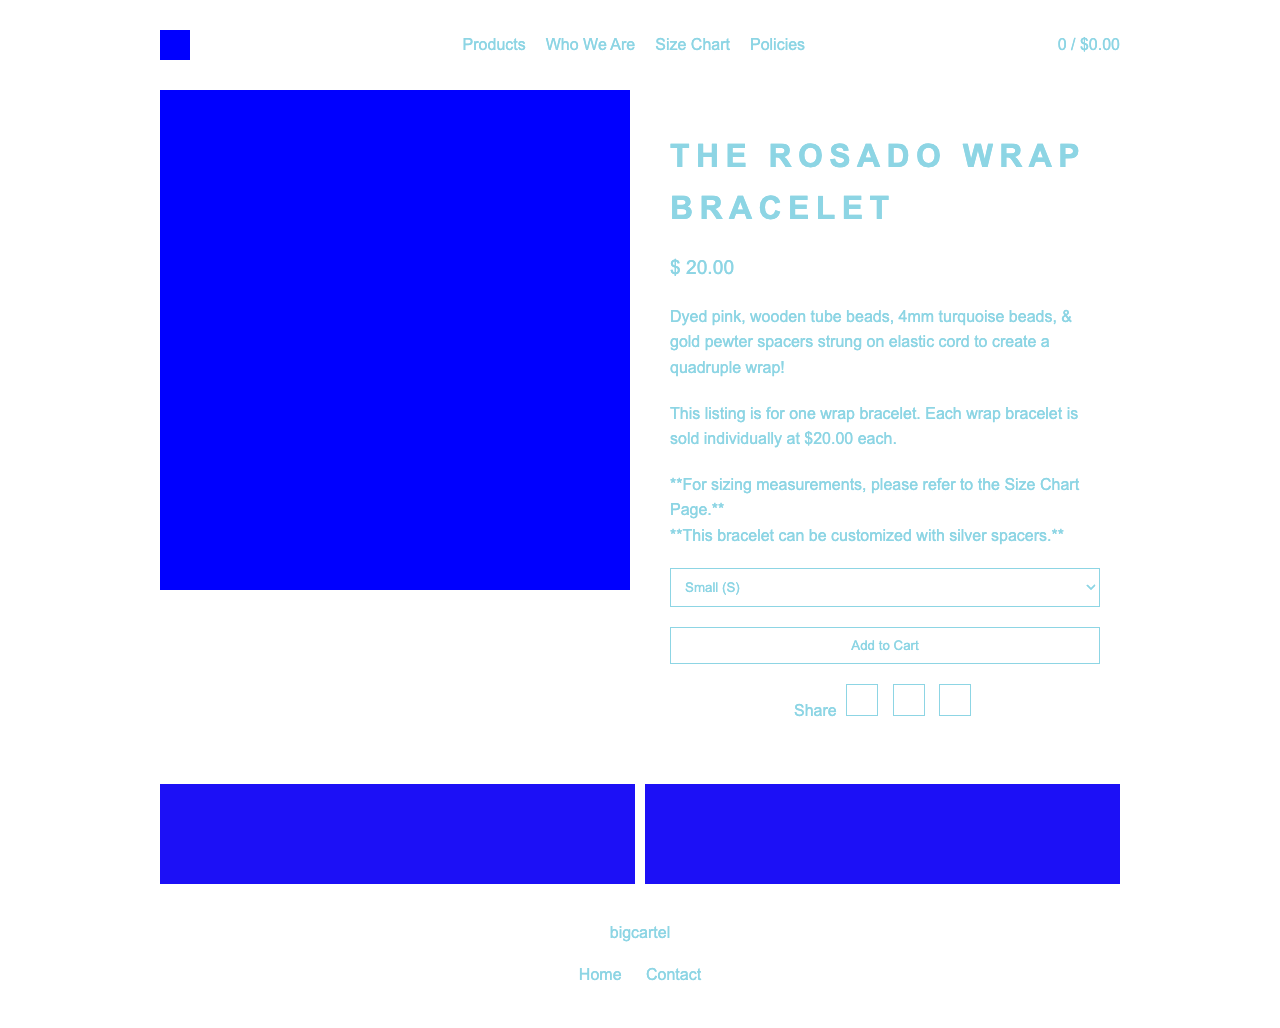 Products Who We Are Size Chart Policies 0 / $0.00
THE ROSADO WRAP
BRACELET
$ 20.00
Dyed pink, wooden tube beads, 4mm turquoise beads, &
gold pewter spacers strung on elastic cord to create a
quadruple wrap!
This listing is for one wrap bracelet. Each wrap bracelet is
sold individually at $20.00 each.
**For sizing measurements, please refer to the Size Chart
Page.**
**This bracelet can be customized with silver spacers.**
Small (S)
Add to Cart
Share
bigcartel
Home Contact